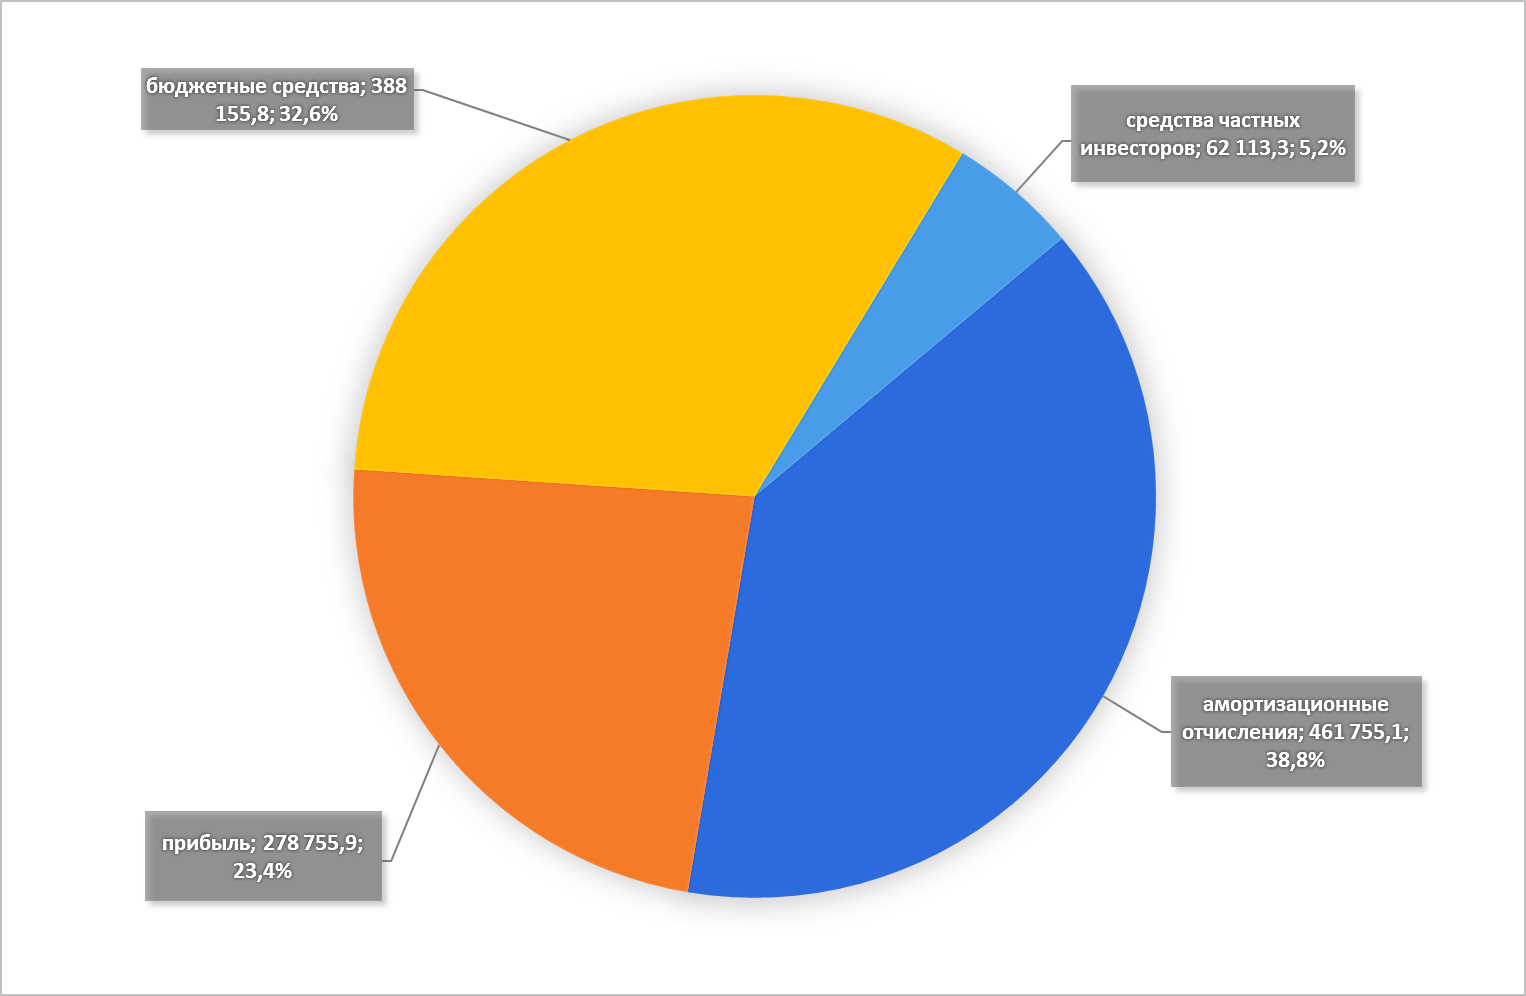 бюджетные средства; 388
155,8; 32,6%
средства частных
инвесторов; 62 113,3; 5,2%
амортизационные
отчисления; 461 755,1;
38,8%
прибыль; 278 755,9;
23,4%